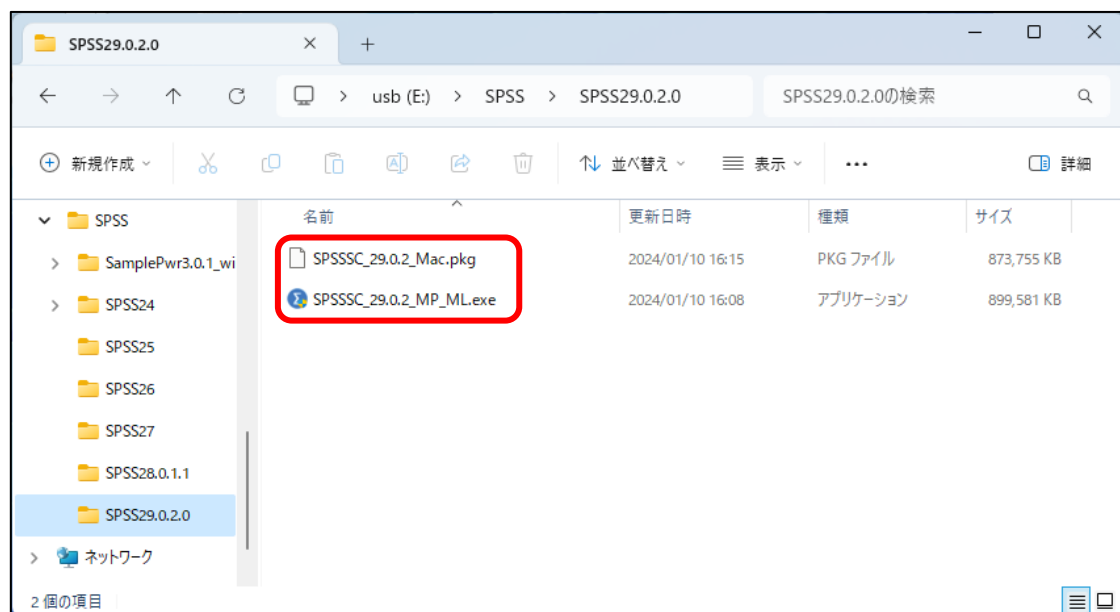 SPSS29.0.2.0
usb (E:) > SPSS > SPSS29.0.2.0
SPSS29.0.2.0の検索
新規作成
並べ替え
表示
詳細
SPSS
SamplePwr3.0.1_wi
SPSS24
SPSS25
SPSS26
SPSS27
SPSS28.0.1.1
SPSS29.0.2.0
ネットワーク
名前 更新日時 種類 サイズ
SPSSSC_29.0.2_Mac.pkg 2024/01/10 16:15 PKG ファイル 873,755 KB
SPSSSC_29.0.2_MP_ML.exe 2024/01/10 16:08 アプリケーション 899,581 KB
2 個の項目